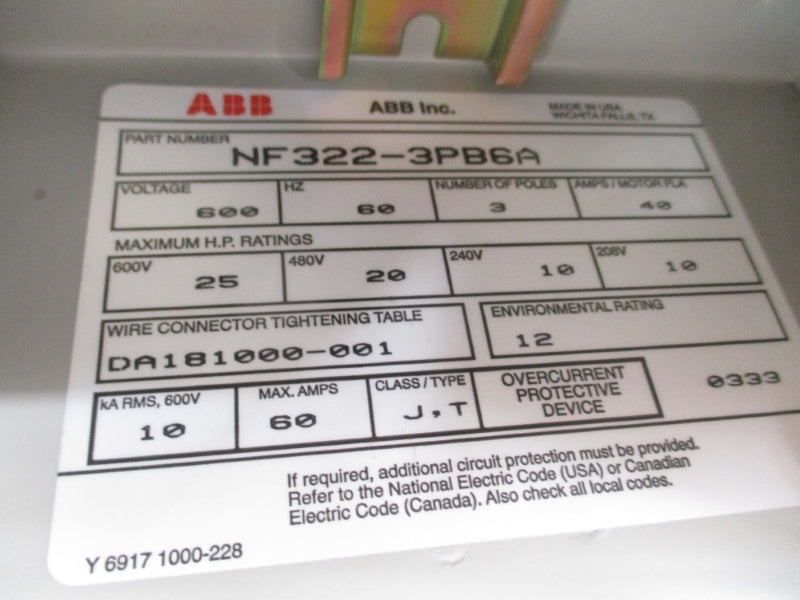 ABB ABB Inc. MADE IN USA
WICHITA FALLS, TX
PART NUMBER
NF322-3PB6A
VOLTAGE HZ NUMBER OF POLES AMPS / MOTOR FLA
600 60 3 40
MAXIMUM H.P. RATINGS
600V 480V 240V 208V
25 20 10 10
WIRE CONNECTOR TIGHTENING TABLE ENVIRONMENTAL RATING
DA181000-001 12
kA RMS, 600V MAX. AMPS CLASS / TYPE OVERCURRENT
PROTECTIVE
DEVICE
10 60 J,T 0333
If required, additional circuit protection must be provided.
Refer to the National Electric Code (USA) or Canadian
Electric Code (Canada). Also check all local codes.
Y 6917 1000-228